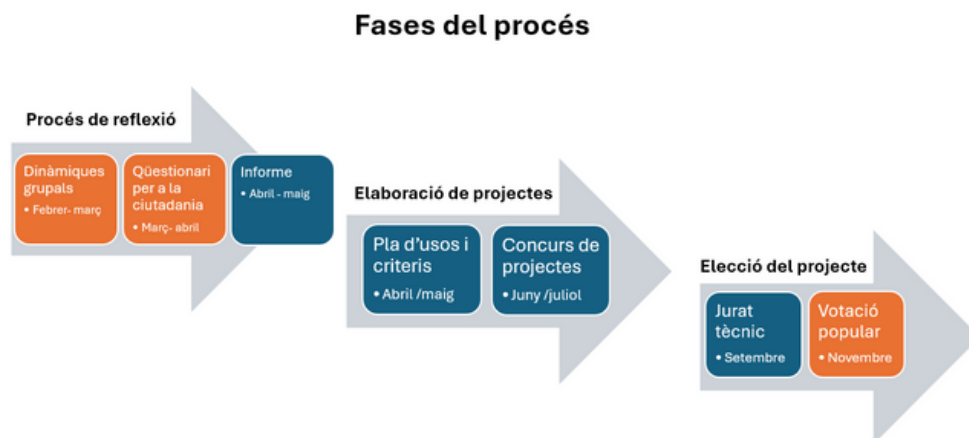 Fases del procés
Procés de reflexió
Dinàmiques
grupals
• Febrer- març
Qüestionari
per a la
ciutadania
• Març- abril
Informe
• Abril - maig
Elaboració de projectes
Pla d'usos i
criteris
• Abril /maig
Concurs de
projectes
• Juny /juliol
Elecció del projecte
Jurat
tècnic
• Setembre
Votació
popular
• Novembre